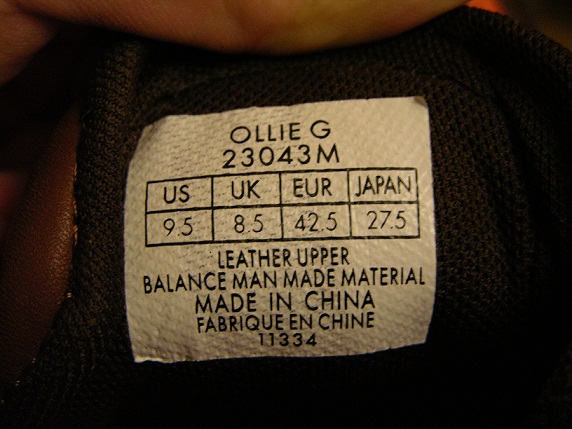 OLLIE G
23043M
US UK EUR JAPAN
9.5 8.5 42.5 27.5
LEATHER UPPER
BALANCE MAN MADE MATERIAL
MADE IN CHINA
FABRIQUE EN CHINE
11334